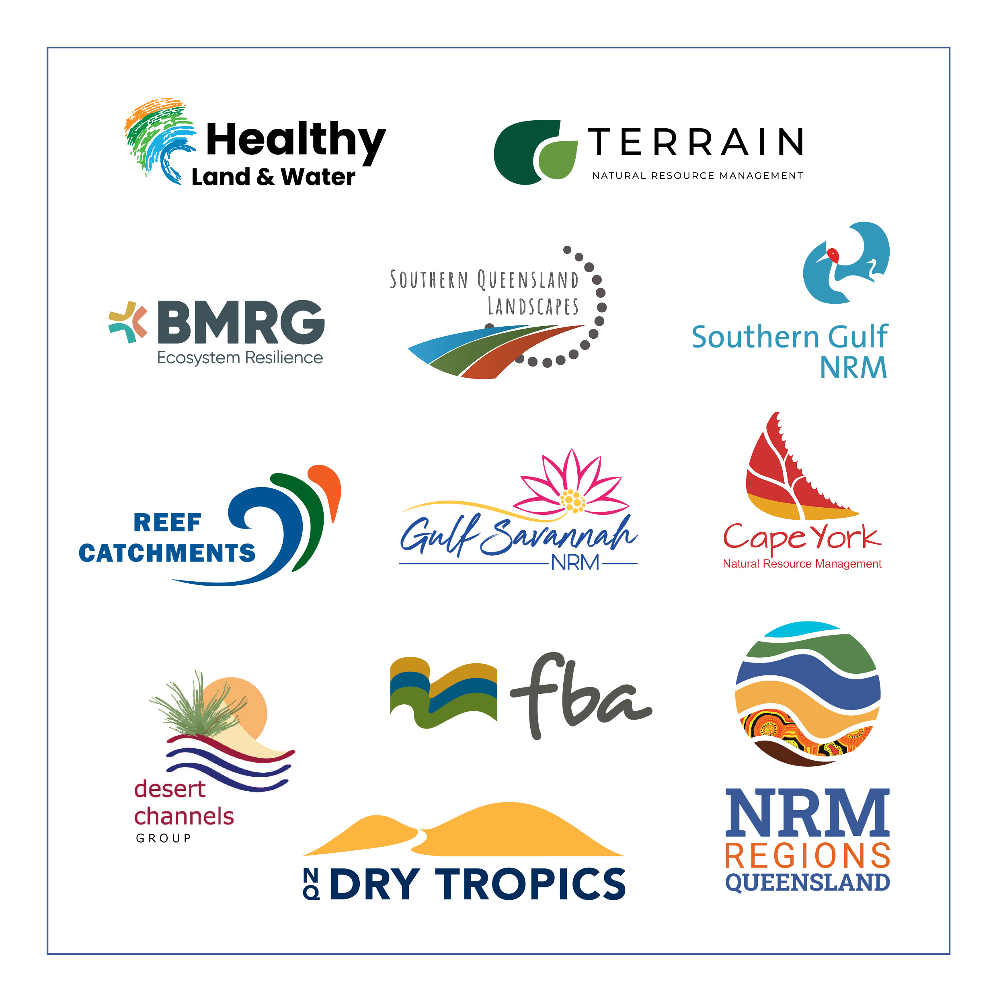 Healthy
Land & Water
TERRAIN
NATURAL RESOURCE MANAGEMENT
BMRG
Ecosystem Resilience
SOUTHERN QUEENSLAND
LANDSCAPES
Southern Gulf
NRM
REEF
CATCHMENTS
Gulf Savannah
NRM
Cape York
Natural Resource Management
desert
channels
GROUP
fba
NQ DRY TROPICS
NRM
REGIONS
QUEENSLAND